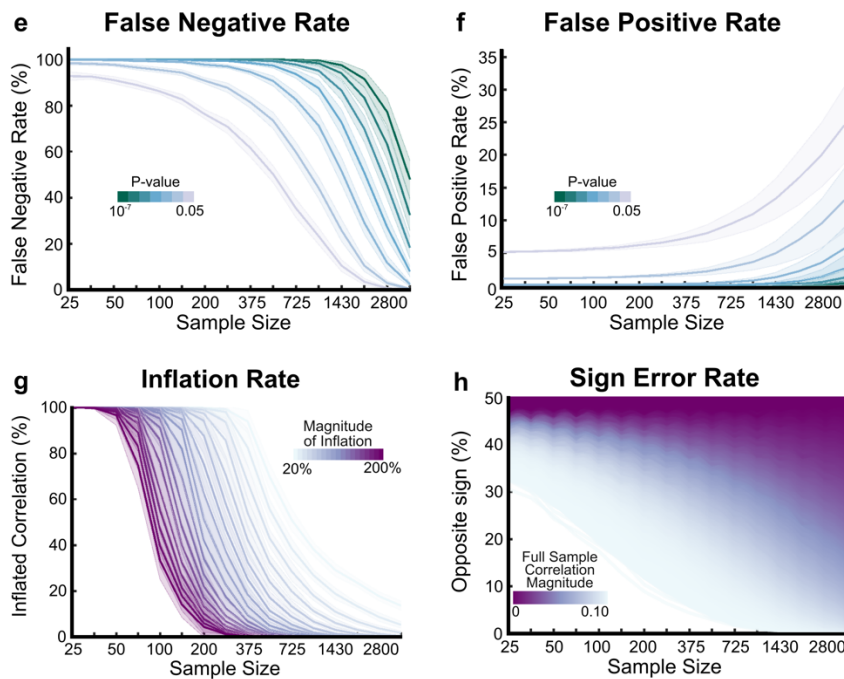 e False Negative Rate
False Negative Rate (%)
100
80
60
40
20
0
P-value
10-7 0.05
25 50 100 200 375 725 1430 2800
Sample Size
f False Positive Rate
False Positive Rate (%)
35
30
25
20
15
10
5
0
P-value
10-7 0.05
25 50 100 200 375 725 1430 2800
Sample Size
g Inflation Rate
Inflated Correlation (%)
100
80
60
40
20
0
Magnitude
of Inflation
20% 200%
25 50 100 200 375 725 1430 2800
Sample Size
h Sign Error Rate
Opposite sign (%)
50
40
30
20
10
0
Full Sample
Correlation
Magnitude
0 0.10
25 50 100 200 375 725 1430 2800
Sample Size